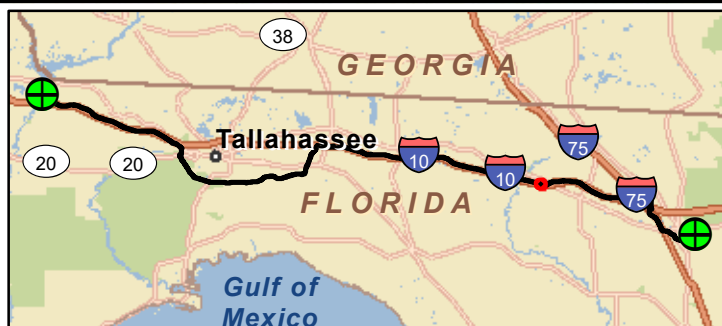 38
GEORGIA
Tallahassee
75
10
20
20
10
75
FLORIDA
Gulf of
Mexico